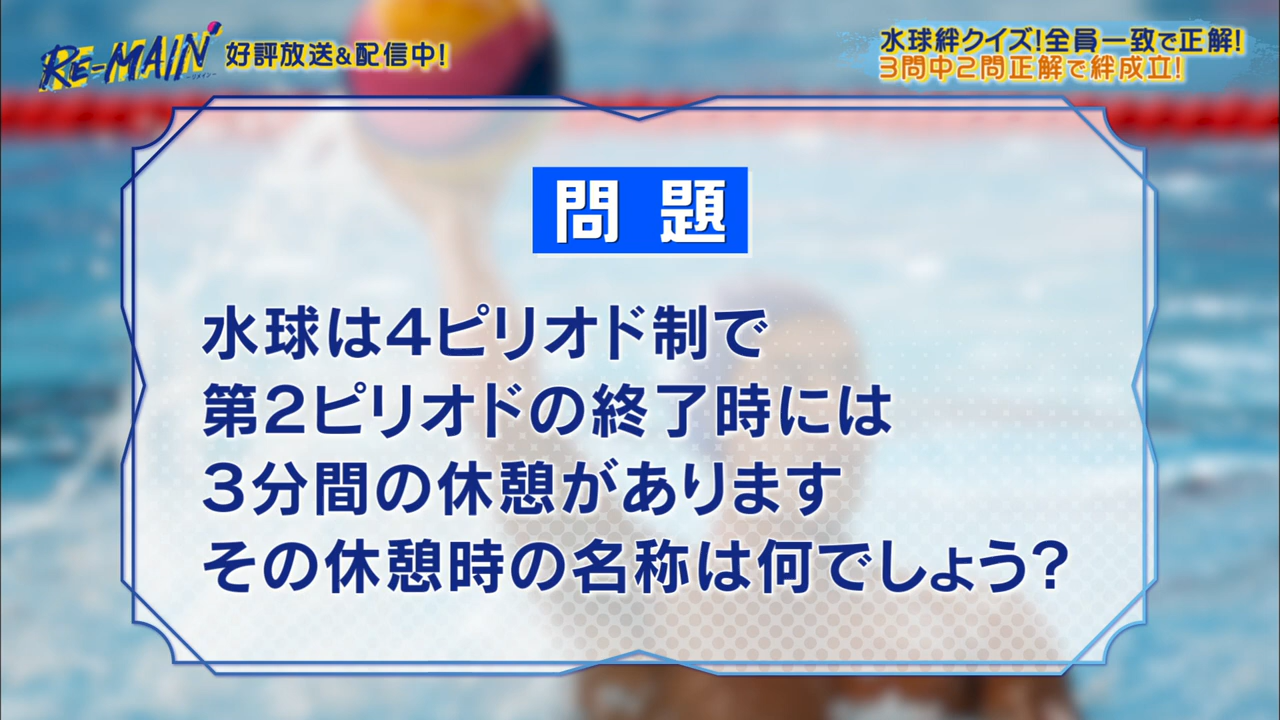 RE-MAIN
好評放送&配信中!
水球絆クイズ!全員一致で正解!
3問中2問正解で絆成立!
問題
水球は4ピリオド制で
第2ピリオドの終了時には
3分間の休憩があります
その休憩時の名称は何でしょう?